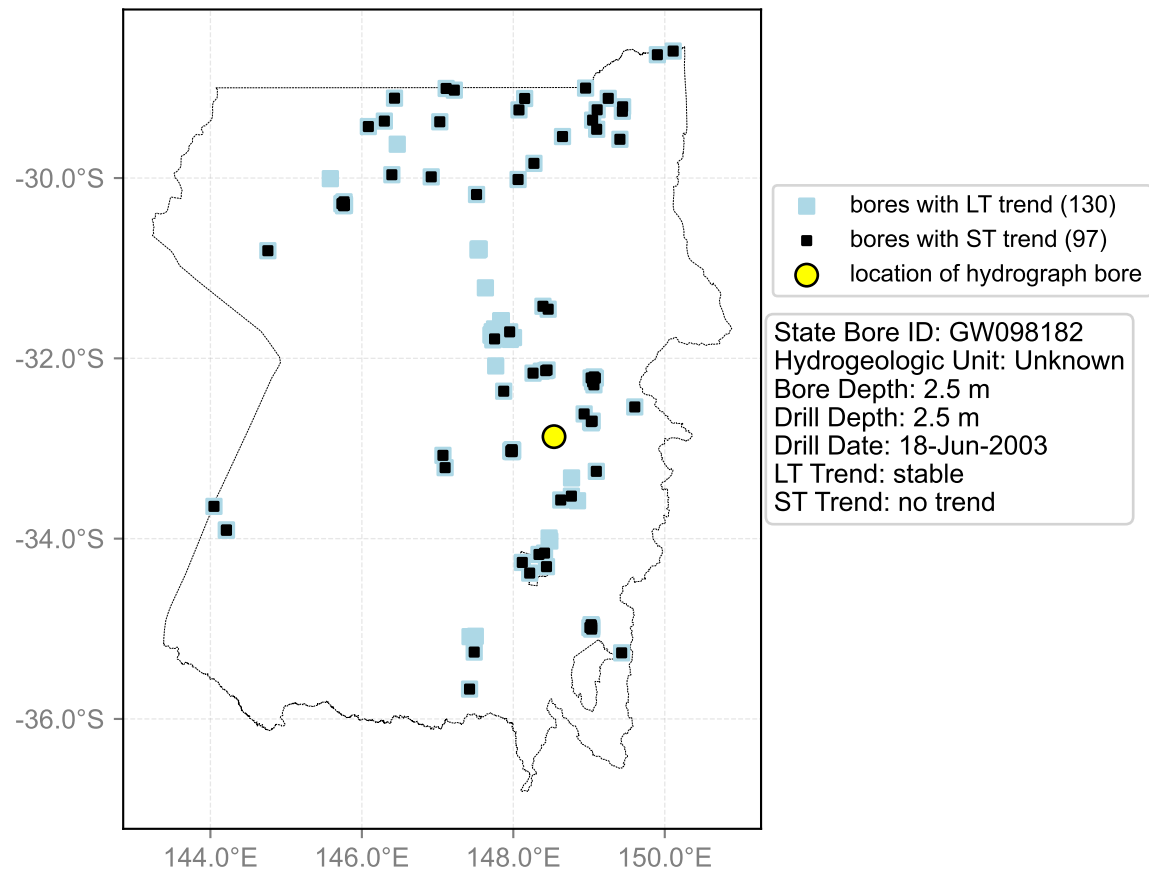 -30.0°S
-32.0°S
-34.0°S
-36.0°S
144.0°E
146.0°E
148.0°E
150.0°E
bores with LT trend (130)
bores with ST trend (97)
location of hydrograph bore
State Bore ID: GW098182
Hydrogeologic Unit: Unknown
Bore Depth: 2.5 m
Drill Depth: 2.5 m
Drill Date: 18-Jun-2003
LT Trend: stable
ST Trend: no trend